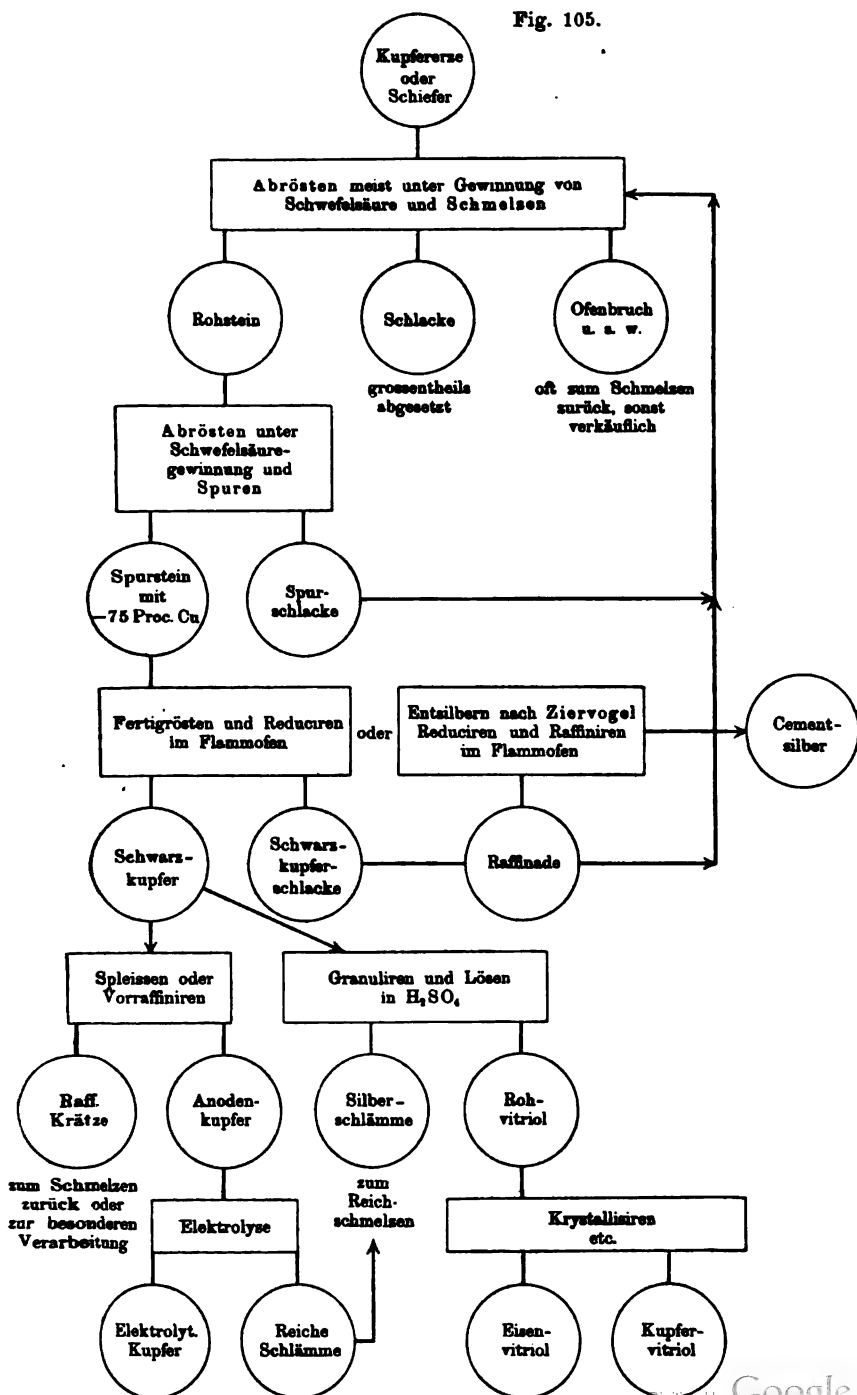 Fig. 105.
Kupfererze
oder
Schiefer
Abrösten meist unter Gewinnung von
Schwefelsäure und Schmelzen
Rohstein
Schlacke
Ofenbruch
u. s. w.
grossentheils
abgesetzt
oft zum Schmelzen
zurück, sonst
verkäuflich
Abrösten unter
Schwefelsäure-
gewinnung und
Spuren
Spurstein
mit
—75 Proc. Cu
Spur-
schlacke
Fertigrösten und Reduciren
im Flammofen
oder
Entsilbern nach Ziervogel
Reduciren und Raffiniren
im Flammofen
Cement-
silber
Schwarz-
kupfer
Schwarz-
kupfer-
schlacke
Raffinade
Spleissen oder
Vorraffiniren
Granuliren und Lösen
in H₂SO₄
Raff.
Krätze
Anoden-
kupfer
Silber-
schlämme
Roh-
vitriol
zum Schmelzen
zurück oder
zur besonderen
Verarbeitung
zum
Reich-
schmelzen
Elektrolyse
Krystallisiren
etc.
Elektrolyt.
Kupfer
Reiche
Schlämme
Eisen-
vitriol
Kupfer-
vitriol
Google